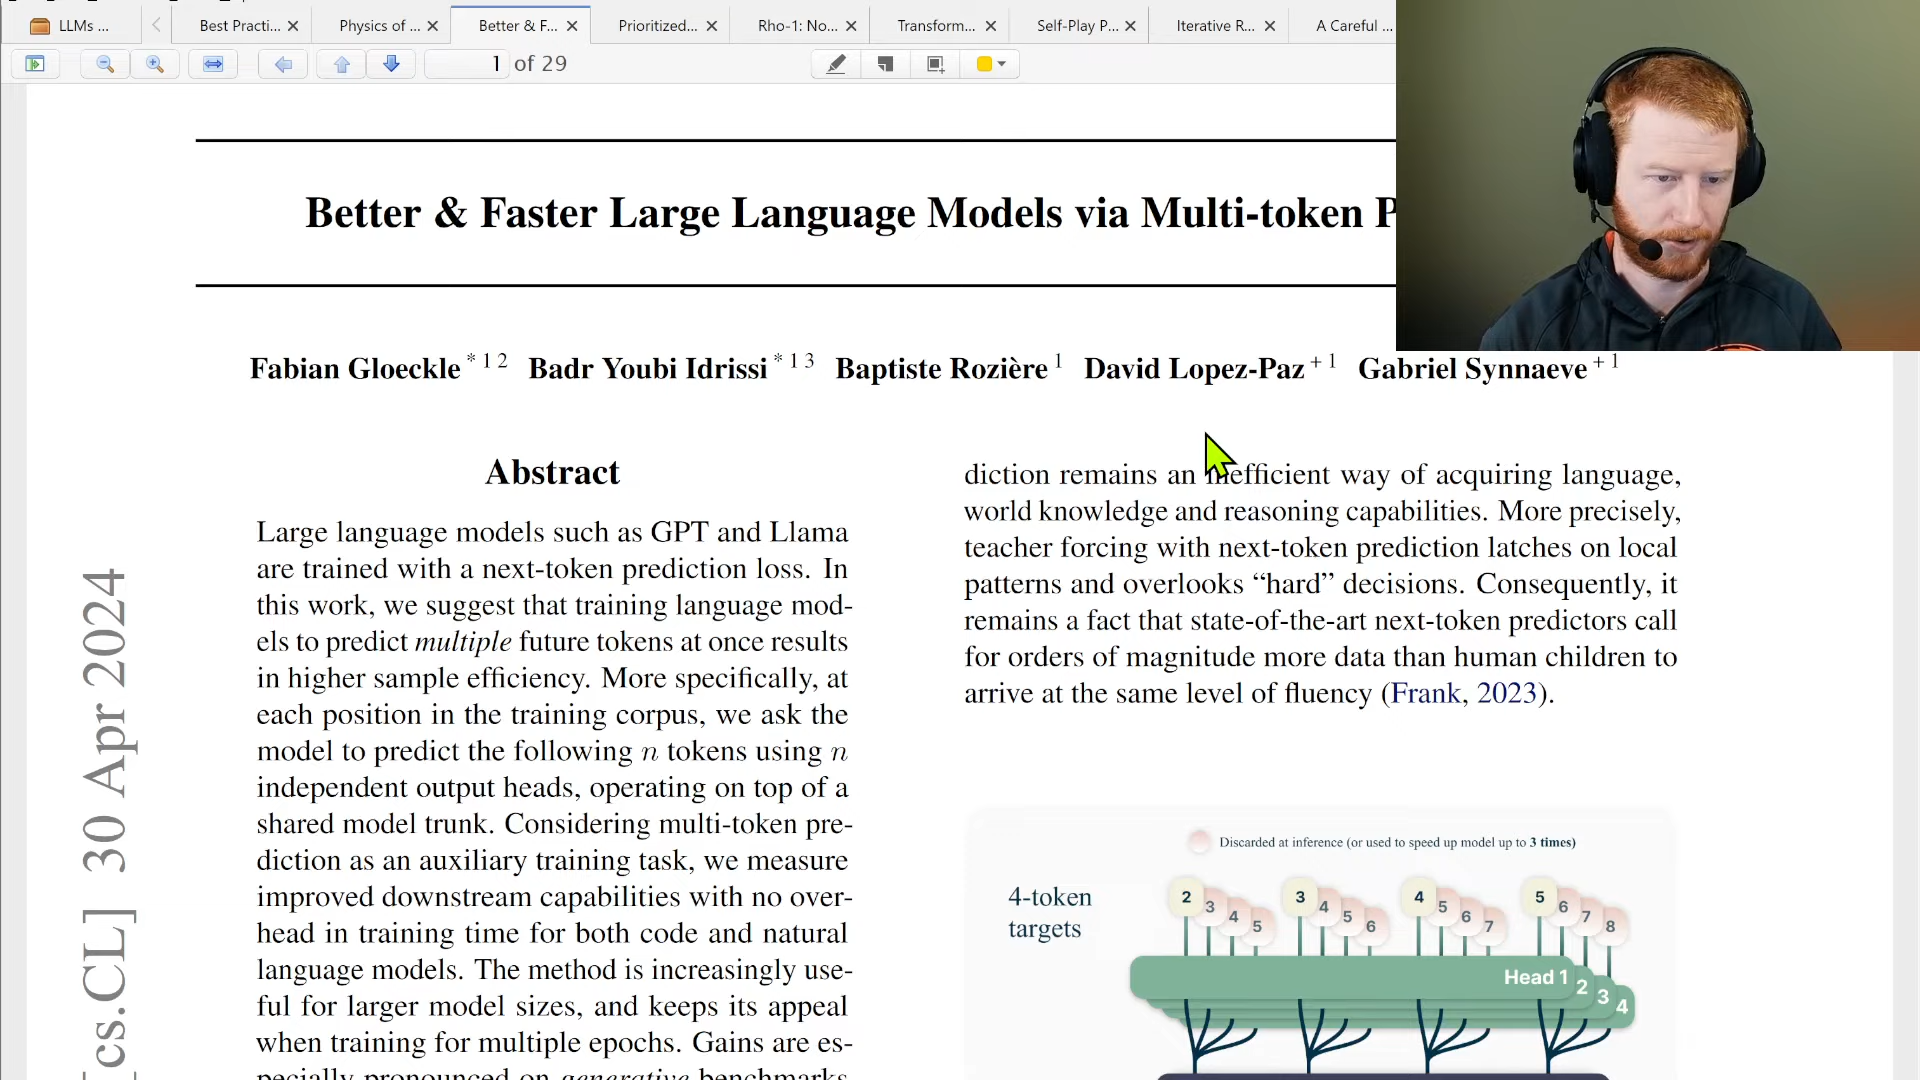 LLMs ...
Best Practi...
Physics of ...
Better & F...
Prioritized...
Rho-1: No...
Transform...
Self-Play P...
Iterative R...
A Careful ...
1 of 29
Better & Faster Large Language Models via Multi-token P
Fabian Gloeckle * 1 2 Badr Youbi Idrissi * 1 3 Baptiste Rozière 1 David Lopez-Paz + 1 Gabriel Synnaeve + 1
[cs.CL] 30 Apr 2024
Abstract
Large language models such as GPT and Llama
are trained with a next-token prediction loss. In
this work, we suggest that training language mod-
els to predict multiple future tokens at once results
in higher sample efficiency. More specifically, at
each position in the training corpus, we ask the
model to predict the following n tokens using n
independent output heads, operating on top of a
shared model trunk. Considering multi-token pre-
diction as an auxiliary training task, we measure
improved downstream capabilities with no over-
head in training time for both code and natural
language models. The method is increasingly use-
ful for larger model sizes, and keeps its appeal
when training for multiple epochs. Gains are es-
pecially pronounced on generative benchmarks
diction remains an inefficient way of acquiring language,
world knowledge and reasoning capabilities. More precisely,
teacher forcing with next-token prediction latches on local
patterns and overlooks “hard” decisions. Consequently, it
remains a fact that state-of-the-art next-token predictors call
for orders of magnitude more data than human children to
arrive at the same level of fluency (Frank, 2023).
Discarded at inference (or used to speed up model up to 3 times)
4-token
targets
2 3 4 5
3 4 5 6
4 5 6 7
5 6 7 8
Head 1 2 3 4